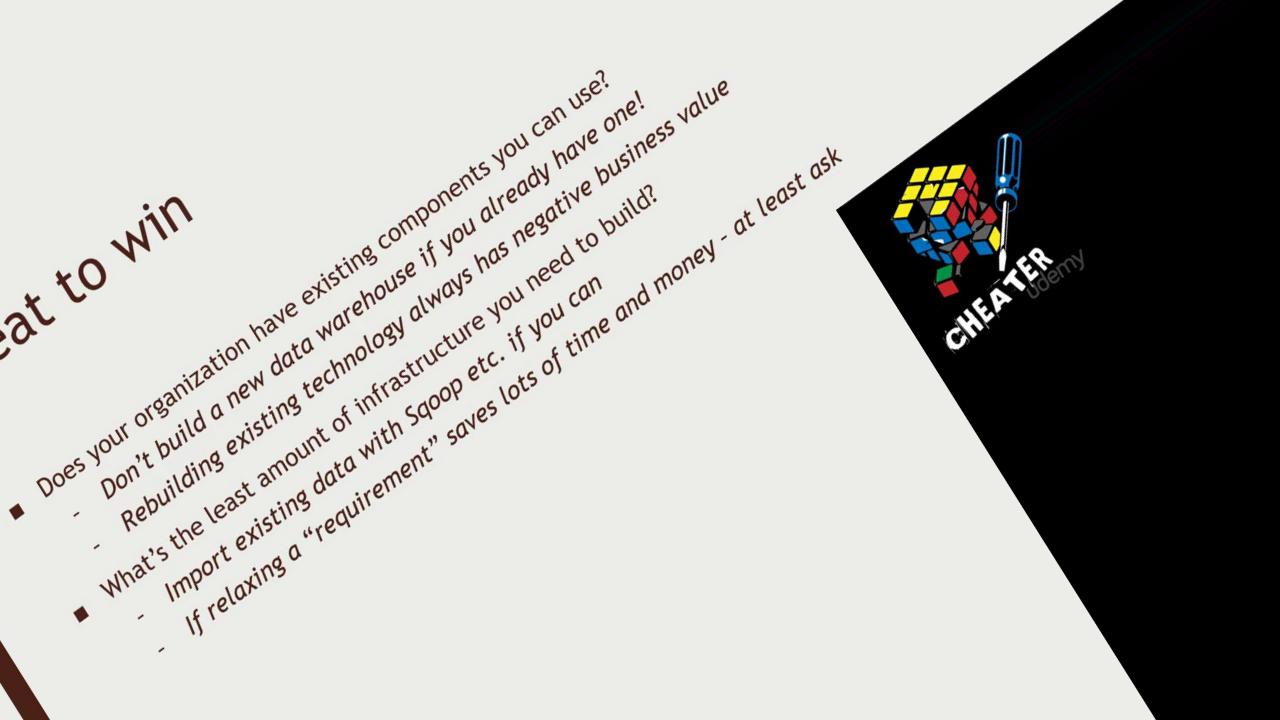 eat to win
▪ Does your organization have existing components you can use?
- Don’t build a new data warehouse if you already have one!
- Rebuilding existing technology always has negative business value
▪ What’s the least amount of infrastructure you need to build?
- Import existing data with Sqoop etc. if you can
- If relaxing a “requirement” saves lots of time and money - at least ask
CHEATER
udemy